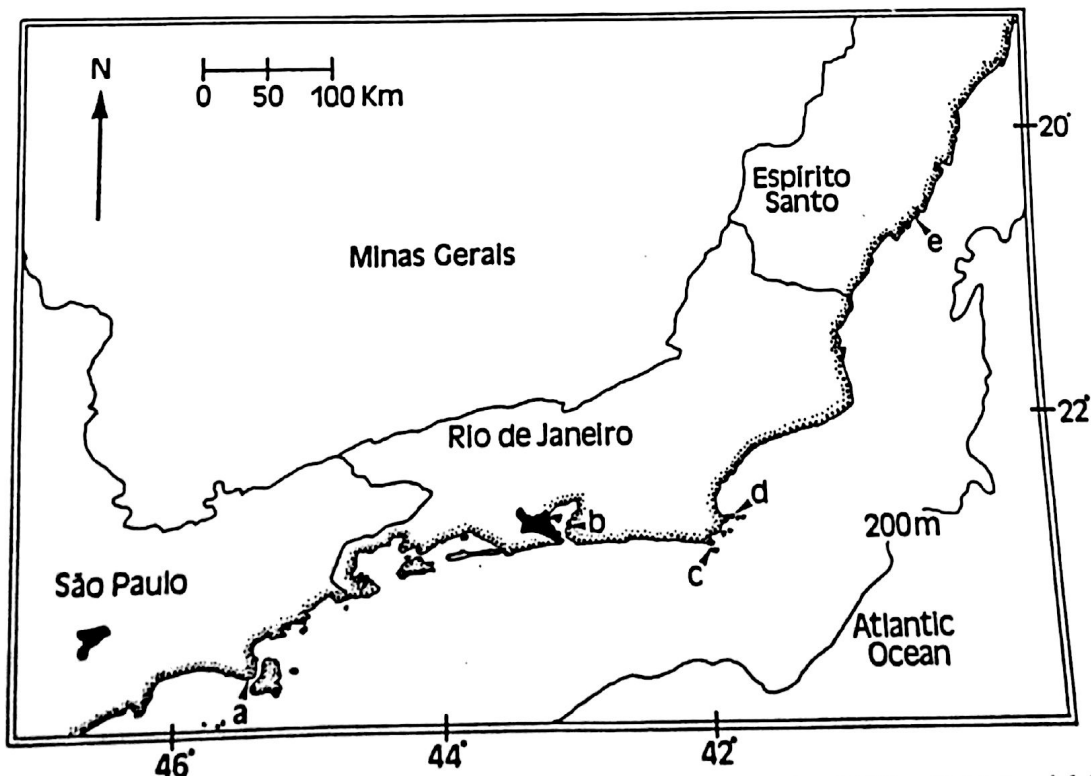 N
0 50 100 Km
20°
Espírito
Santo
e
Minas Gerais
22°
Rio de Janeiro
d
b
200m
c
São Paulo
Atlantic
Ocean
a
46°
44°
42°